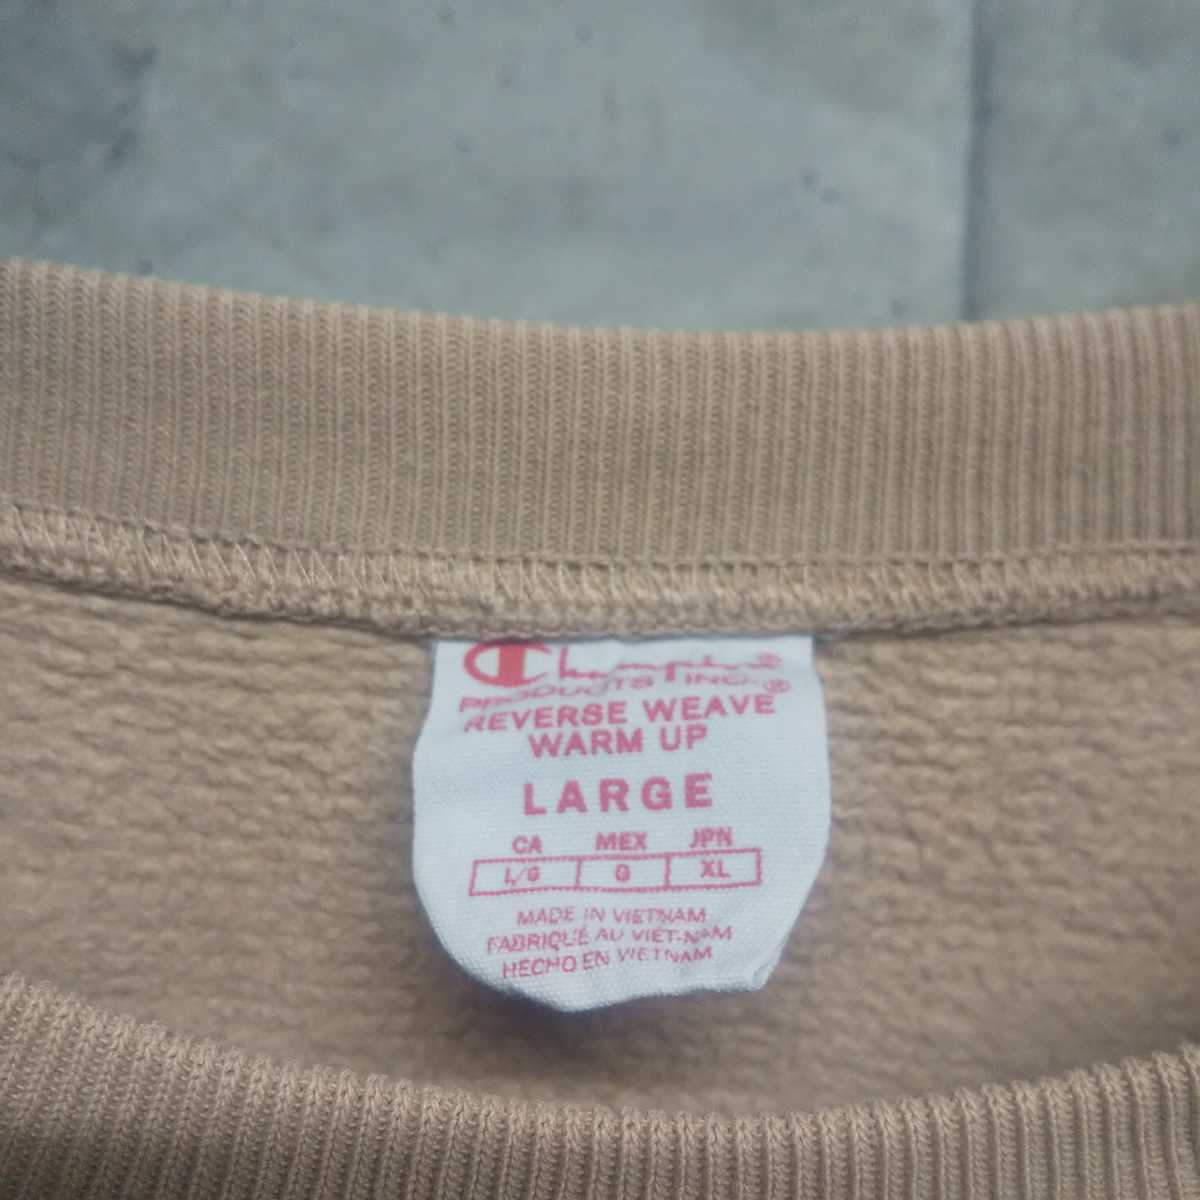 Champion
PRODUCTS INC.®
REVERSE WEAVE
WARM UP
LARGE
CA MEX JPN
L/G G XL
MADE IN VIETNAM
FABRIQUÉ AU VIET-NAM
HECHO EN VIETNAM